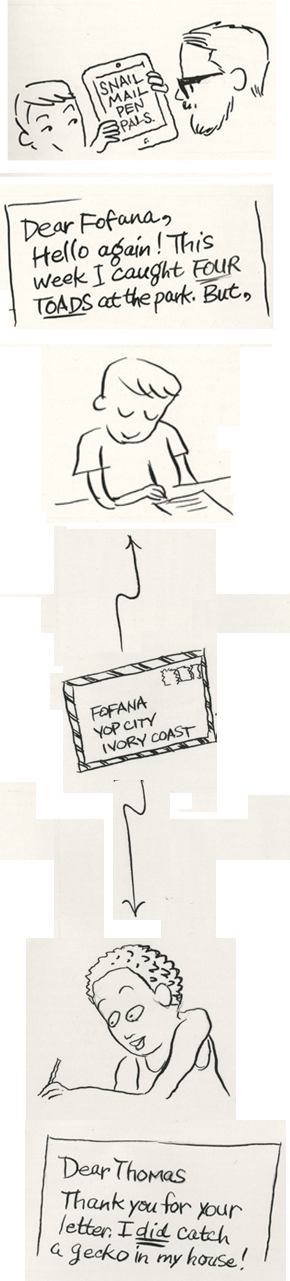 SNAIL
MAIL
PEN
PALS.
Dear Fofana,
Hello again! This
week I caught FOUR
TOADS at the park. But,
FOFANA
YOP CITY
IVORY COAST
Dear Thomas
Thank you for your
letter. I did catch
a gecko in my house!